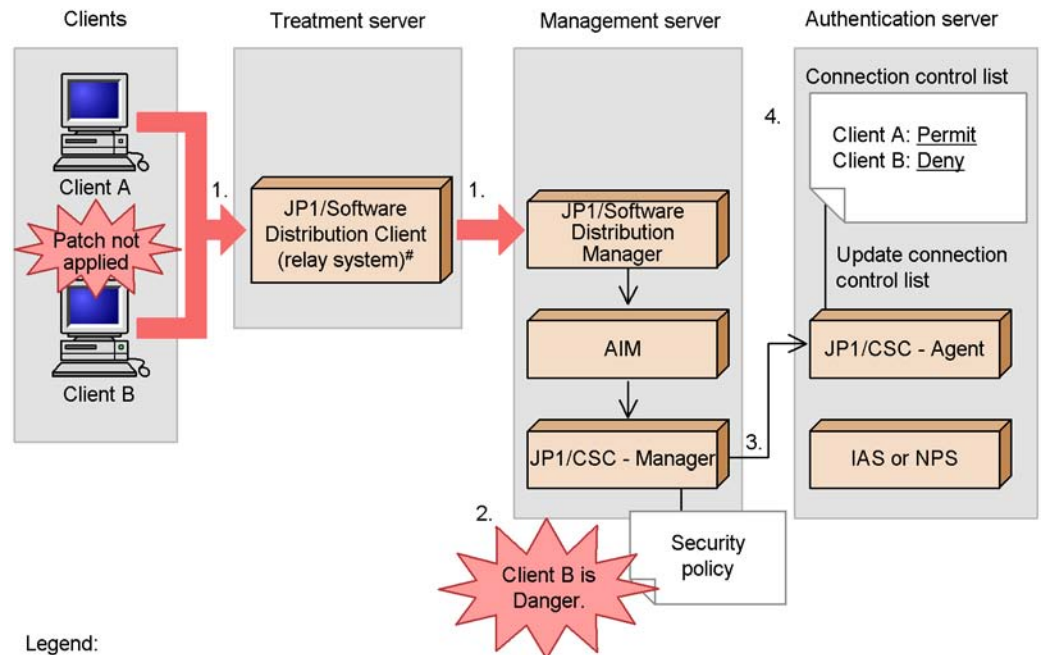 Clients
Treatment server
Management server
Authentication server
Client A
Patch not
applied
Client B
1.
JP1/Software
Distribution Client
(relay system)#
1.
JP1/Software
Distribution
Manager
AIM
JP1/CSC - Manager
2.
Client B is
Danger.
Security
policy
3.
4.
Connection control list
Client A: Permit
Client B: Deny
Update connection
control list
JP1/CSC - Agent
IAS or NPS
Legend: